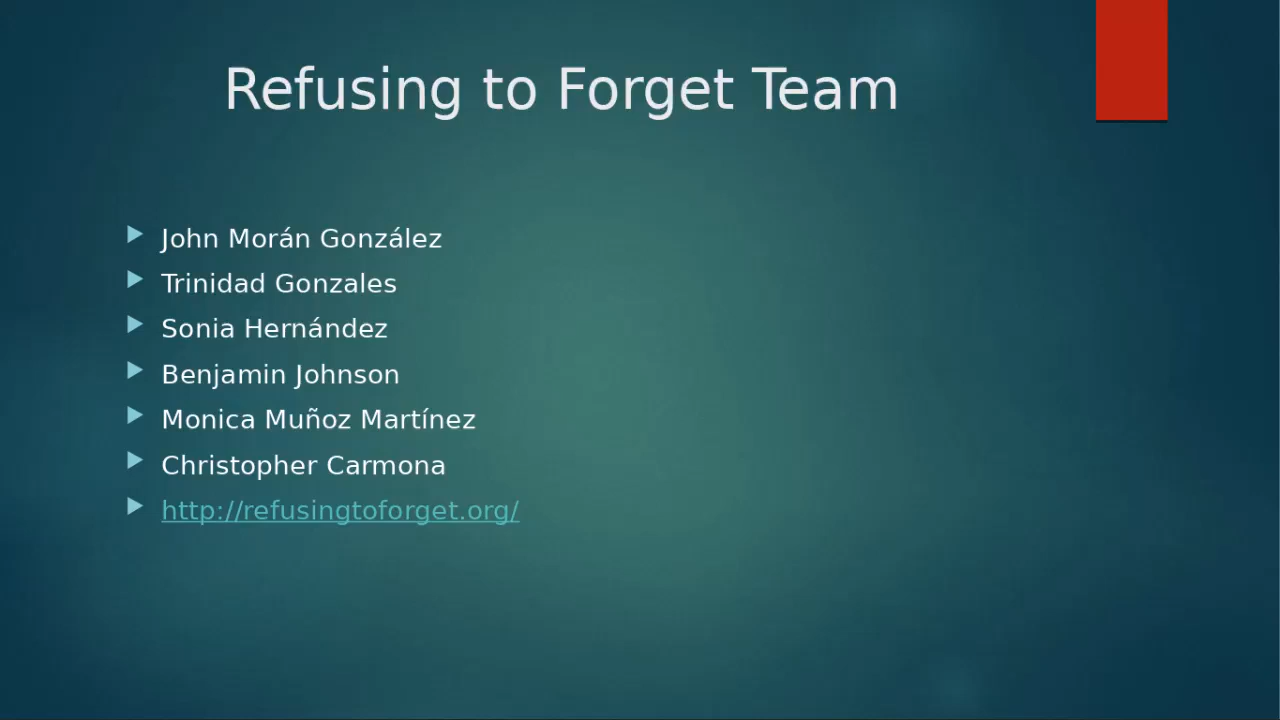 Refusing to Forget Team
John Morán González
Trinidad Gonzales
Sonia Hernández
Benjamin Johnson
Monica Muñoz Martínez
Christopher Carmona
http://refusingtoforget.org/